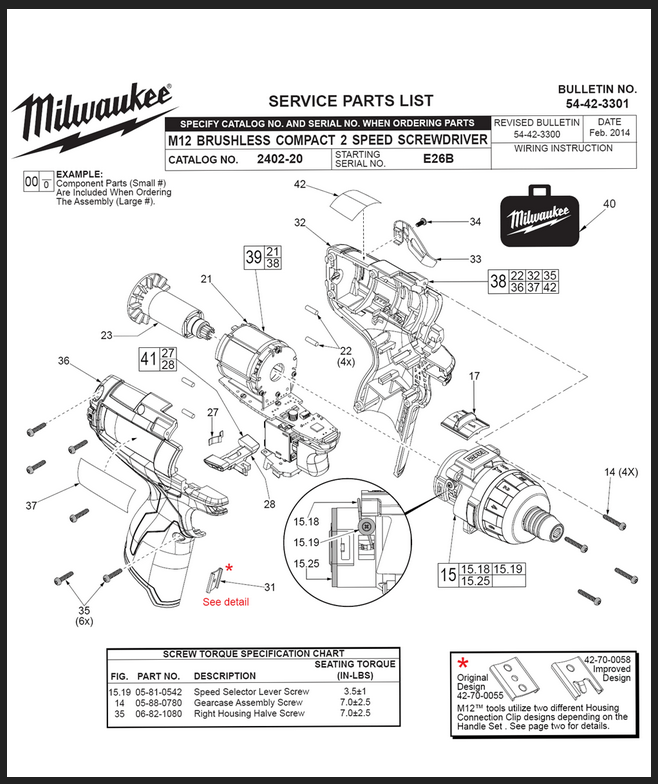 Milwaukee®
SERVICE PARTS LIST
BULLETIN NO.
54-42-3301
SPECIFY CATALOG NO. AND SERIAL NO. WHEN ORDERING PARTS
REVISED BULLETIN
54-42-3300
DATE
Feb. 2014
M12 BRUSHLESS COMPACT 2 SPEED SCREWDRIVER
WIRING INSTRUCTION
CATALOG NO. 2402-20
STARTING
SERIAL NO.
E26B
00 0
EXAMPLE:
Component Parts (Small #)
Are Included When Ordering
The Assembly (Large #).
42
32
34
33
Milwaukee
40
39 21
38
38 22 32 35
36 37 42
21
23
22
(4x)
41 27
28
36
27
17
37
28
14 (4X)
15.18
15.19
15.25
15 15.18 15.19
15.25
*
31
See detail
35
(6x)
SCREW TORQUE SPECIFICATION CHART
SEATING TORQUE
FIG. PART NO. DESCRIPTION (IN-LBS)
15.19 05-81-0542 Speed Selector Lever Screw 3.5±1
14 05-88-0780 Gearcase Assembly Screw 7.0±2.5
35 06-82-1080 Right Housing Halve Screw 7.0±2.5
*
Original
Design
42-70-0055
42-70-0058
Improved
Design
M12™ tools utilize two different Housing
Connection Clip designs depending on the
Handle Set . See page two for details.